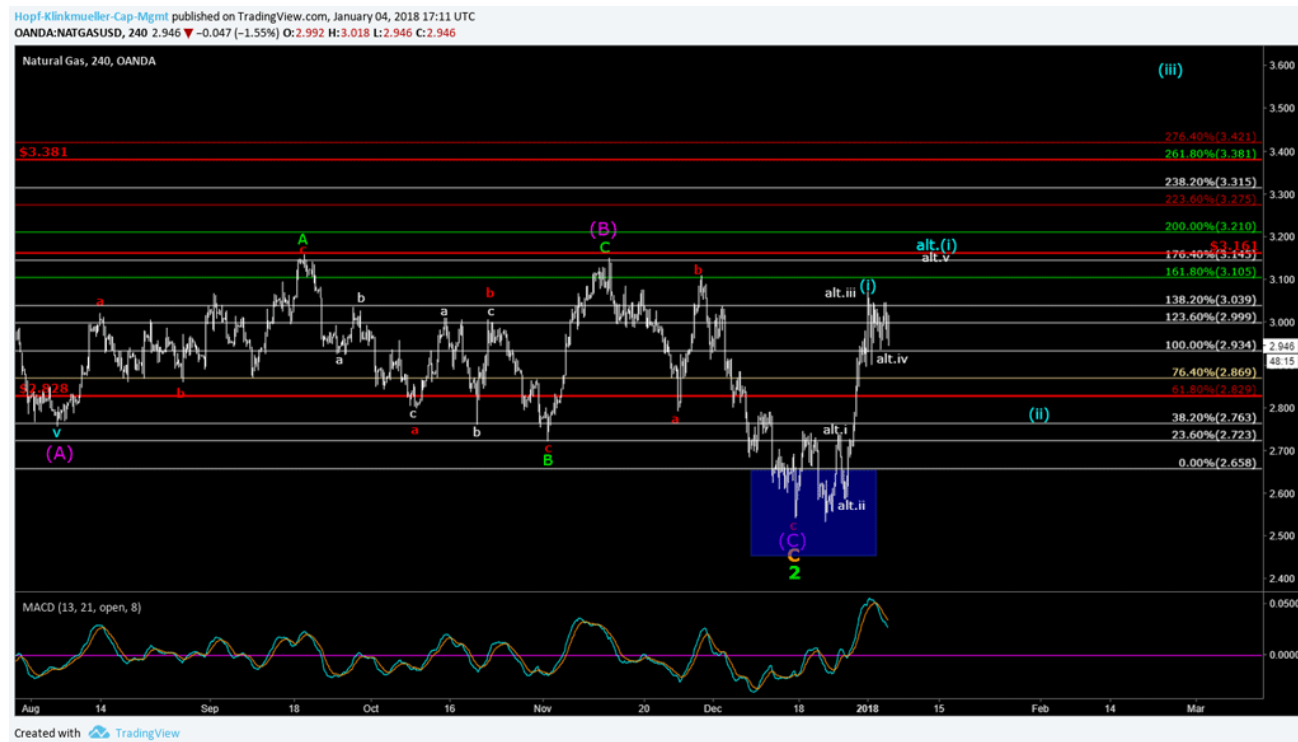 Hopf-Klinkmueller-Cap-Mgmt published on TradingView.com, January 04, 2018 17:11 UTC
OANDA:NATGASUSD, 240 2.946 ▼ −0.047 (−1.55%) O:2.992 H:3.018 L:2.946 C:2.946
Natural Gas, 240, OANDA
(iii)
3.600
3.500
276.40%(3.421)
$3.381
261.80%(3.381)
3.400
238.20%(3.315)
3.300
223.60%(3.275)
200.00%(3.210)
(B)
3.200
A
C
alt.(i)
$3.161
c
176.40%(3.145)
alt.v
b
161.80%(3.105)
3.100
(i)
alt.iii
b
b
a
138.20%(3.039)
a
c
123.60%(2.999)
3.000
100.00%(2.934)
2.946
a
alt.iv
48:15
76.40%(2.869)
$2.828
b
61.80%(2.829)
c
(ii)
2.800
a
a
38.20%(2.763)
v
b
alt.i
23.60%(2.723)
(A)
c
B
2.700
0.00%(2.658)
2.600
alt.ii
c
(C)
2.500
C
2
2.400
MACD (13, 21, open, 8)
0.0500
0.0000
Aug 14 Sep 18 Oct 16 Nov 20 Dec 18 2018 15 Feb 14 Mar
Created with TradingView